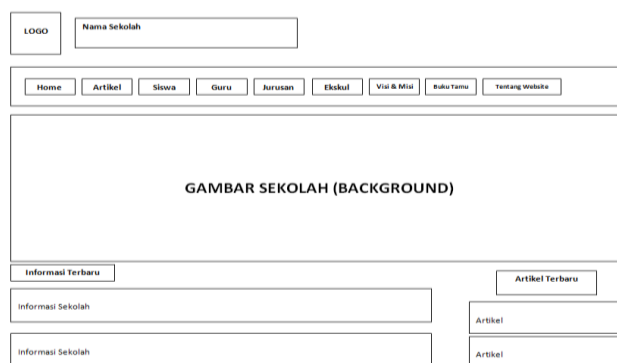 LOGO
Nama Sekolah
Home Artikel Siswa Guru Jurusan Ekskul Visi & Misi Buku Tamu Tentang Website
GAMBAR SEKOLAH (BACKGROUND)
Informasi Terbaru
Artikel Terbaru
Informasi Sekolah
Artikel
Informasi Sekolah
Artikel